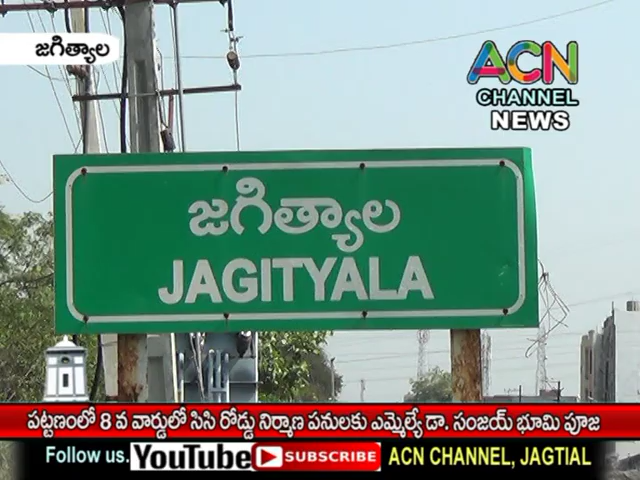 జగిత్యాల
ACN
CHANNEL
NEWS
జగిత్యాల
JAGITYALA
పట్టణంలో 8 వ వార్డులో సిసి రోడ్డు నిర్మాణ పనులకు ఎమ్మెల్యే డా. సంజయ్ భూమి పూజ
Follow us. YouTube SUBSCRIBE ACN CHANNEL, JAGTIAL